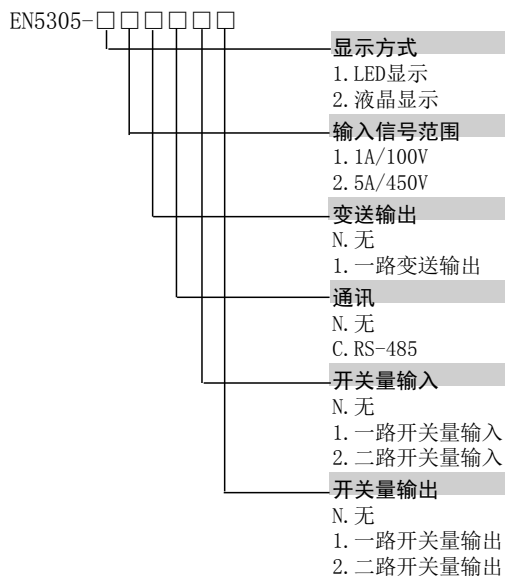 EN5305-□□□□□□
显示方式
1.LED显示
2.液晶显示
输入信号范围
1.1A/100V
2.5A/450V
变送输出
N.无
1.一路变送输出
通讯
N.无
C.RS-485
开关量输入
N.无
1.一路开关量输入
2.二路开关量输入
开关量输出
N.无
1.一路开关量输出
2.二路开关量输出